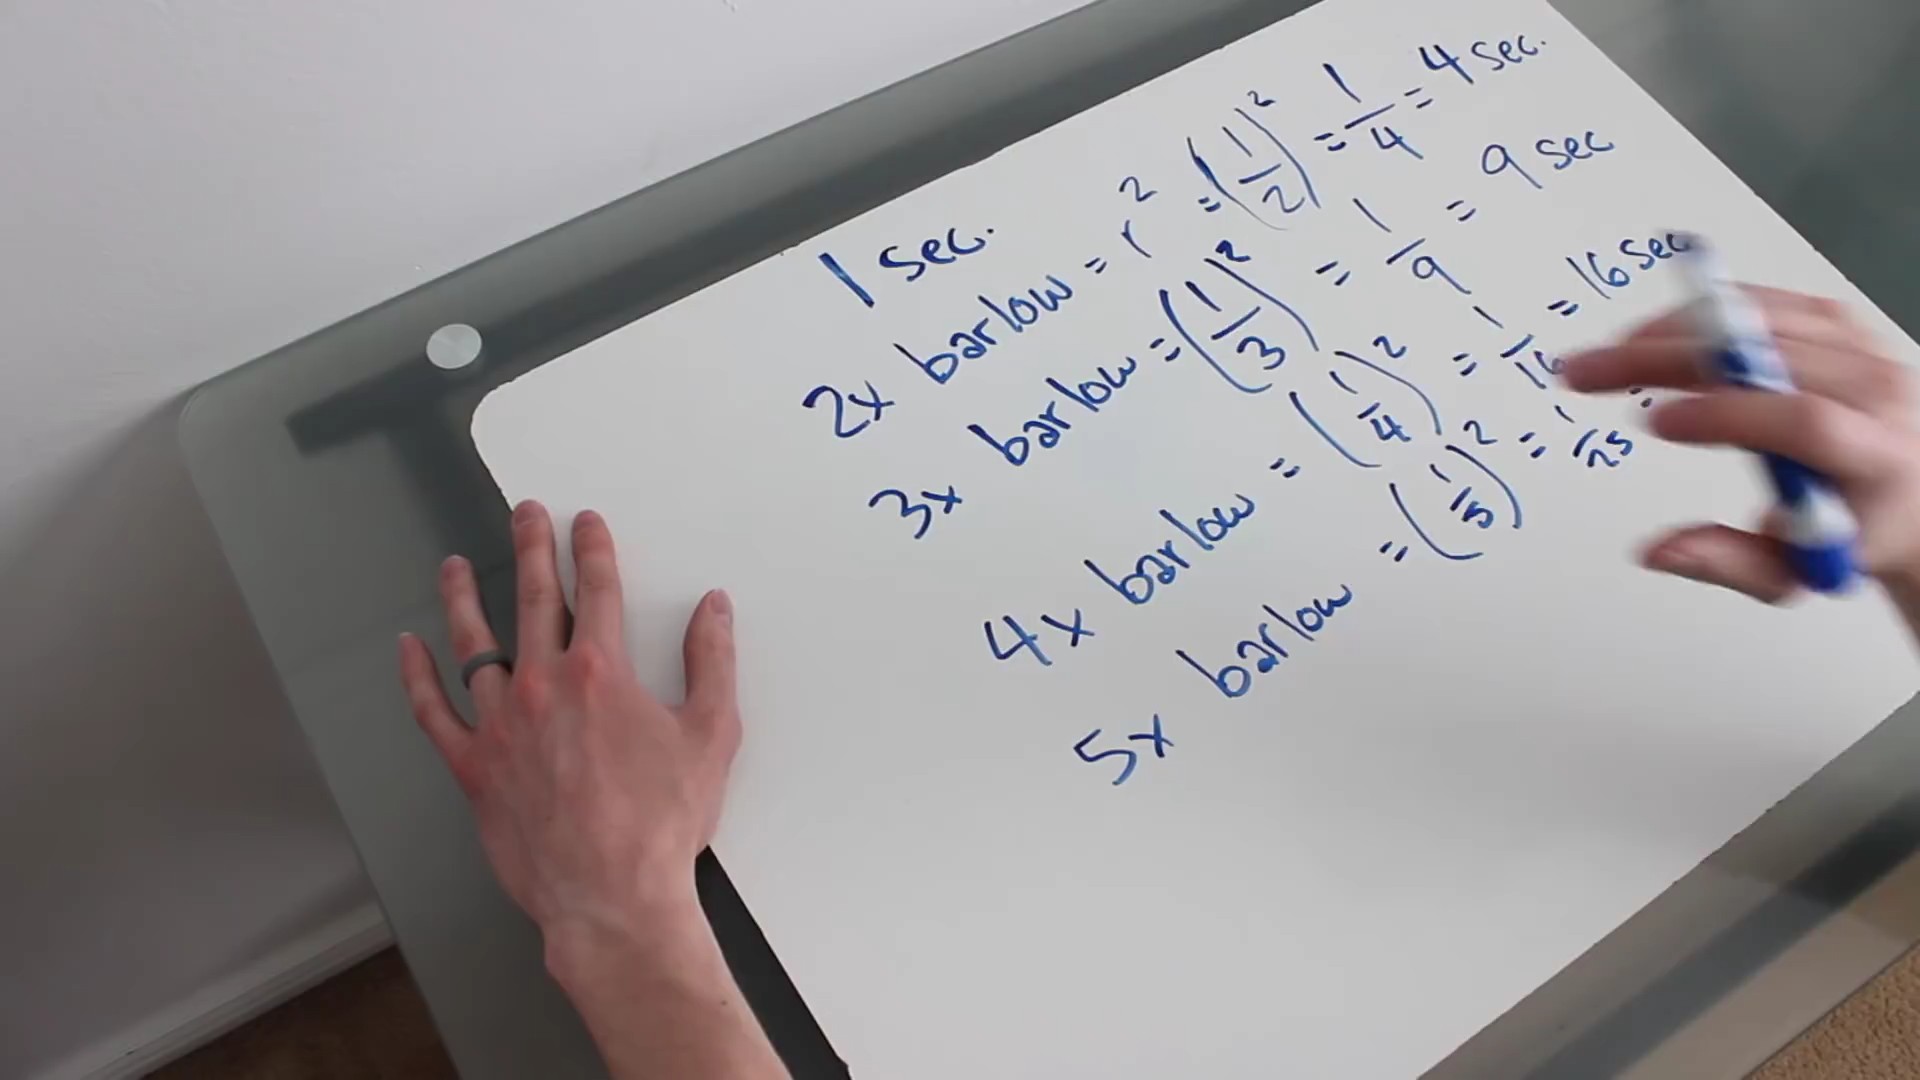 1 sec.
2x barlow = r² = (1/2)² = 1/4 = 4 sec.
3x barlow = (1/3)² = 1/9 = 9 sec
4x barlow = (1/4)² = 1/16 = 16 sec
5x barlow = (1/5)² = 1/25 =